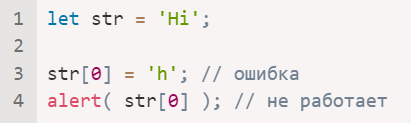 1 let str = 'Hi';
2
3 str[0] = 'h'; // ошибка
4 alert( str[0] ); // не работает